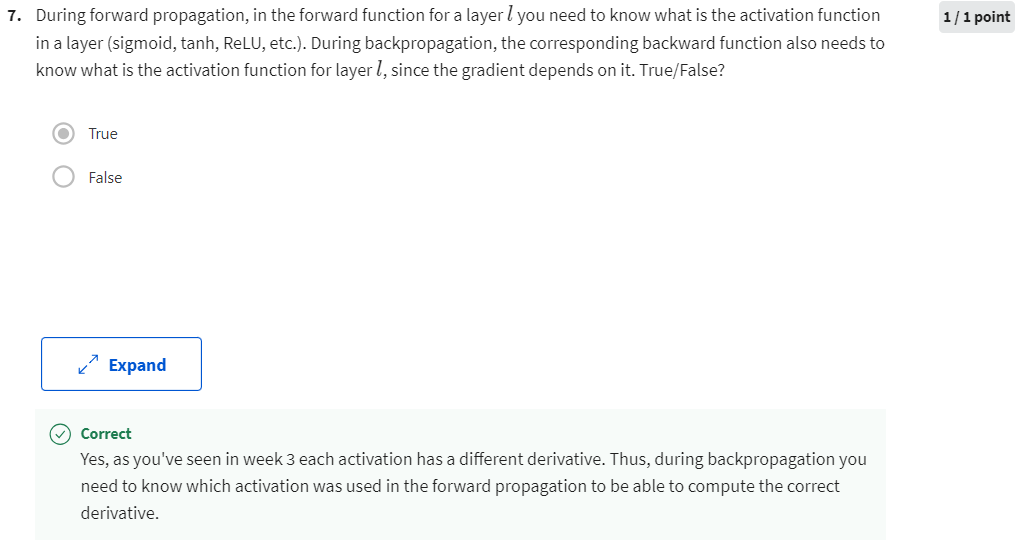 7. During forward propagation, in the forward function for a layer l you need to know what is the activation function 1 / 1 point
in a layer (sigmoid, tanh, ReLU, etc.). During backpropagation, the corresponding backward function also needs to
know what is the activation function for layer l, since the gradient depends on it. True/False?
True
False
Expand
Correct
Yes, as you've seen in week 3 each activation has a different derivative. Thus, during backpropagation you
need to know which activation was used in the forward propagation to be able to compute the correct
derivative.